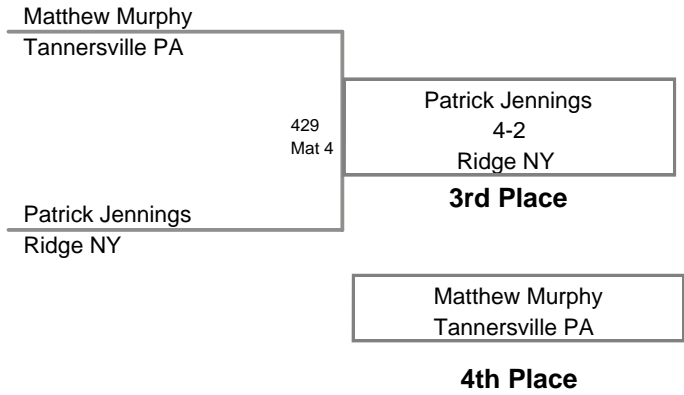 Matthew Murphy
Tannersville PA
429
Mat 4
Patrick Jennings
4-2
Ridge NY
3rd Place
Patrick Jennings
Ridge NY
Matthew Murphy
Tannersville PA
4th Place